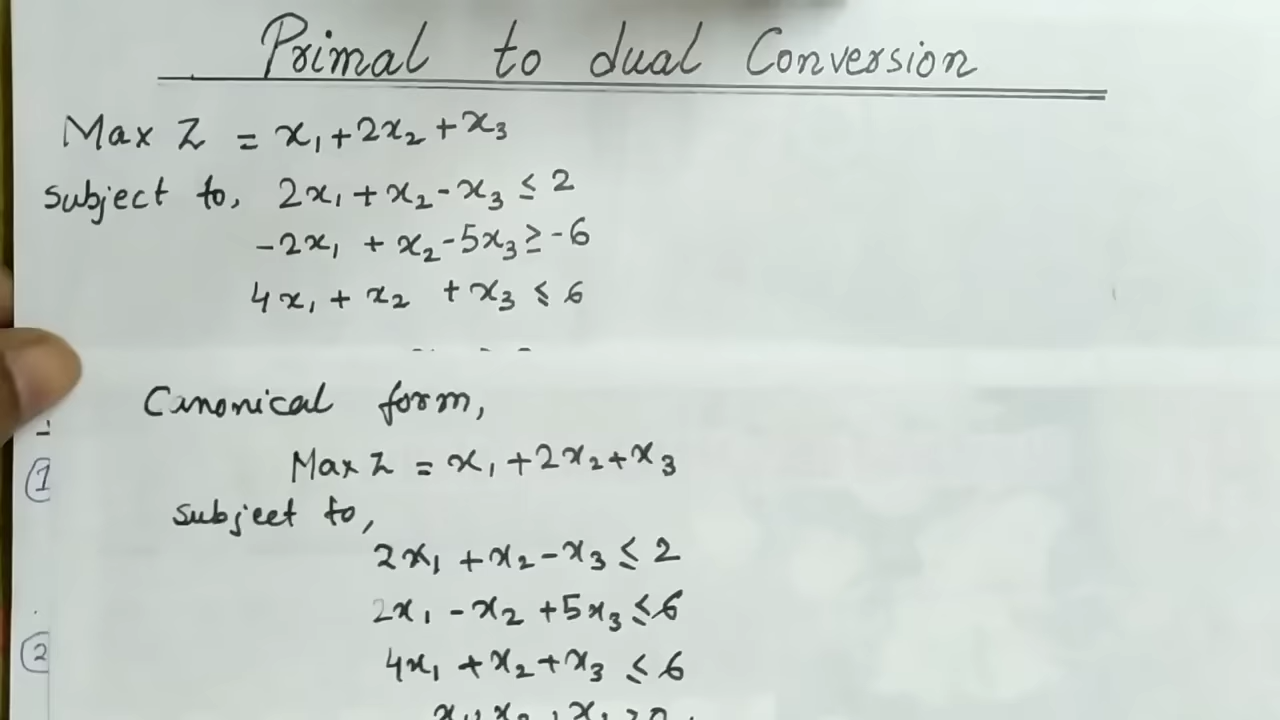 Primal to dual Conversion
Max Z = x₁ + 2x₂ + x₃
Subject to, 2x₁ + x₂ - x₃ ≤ 2
-2x₁ + x₂ - 5x₃ ≥ -6
4x₁ + x₂ + x₃ ≤ 6
Canonical form,
①
Max Z = x₁ + 2x₂ + x₃
Subject to,
2x₁ + x₂ - x₃ ≤ 2
2x₁ - x₂ + 5x₃ ≤ 6
②
4x₁ + x₂ + x₃ ≤ 6